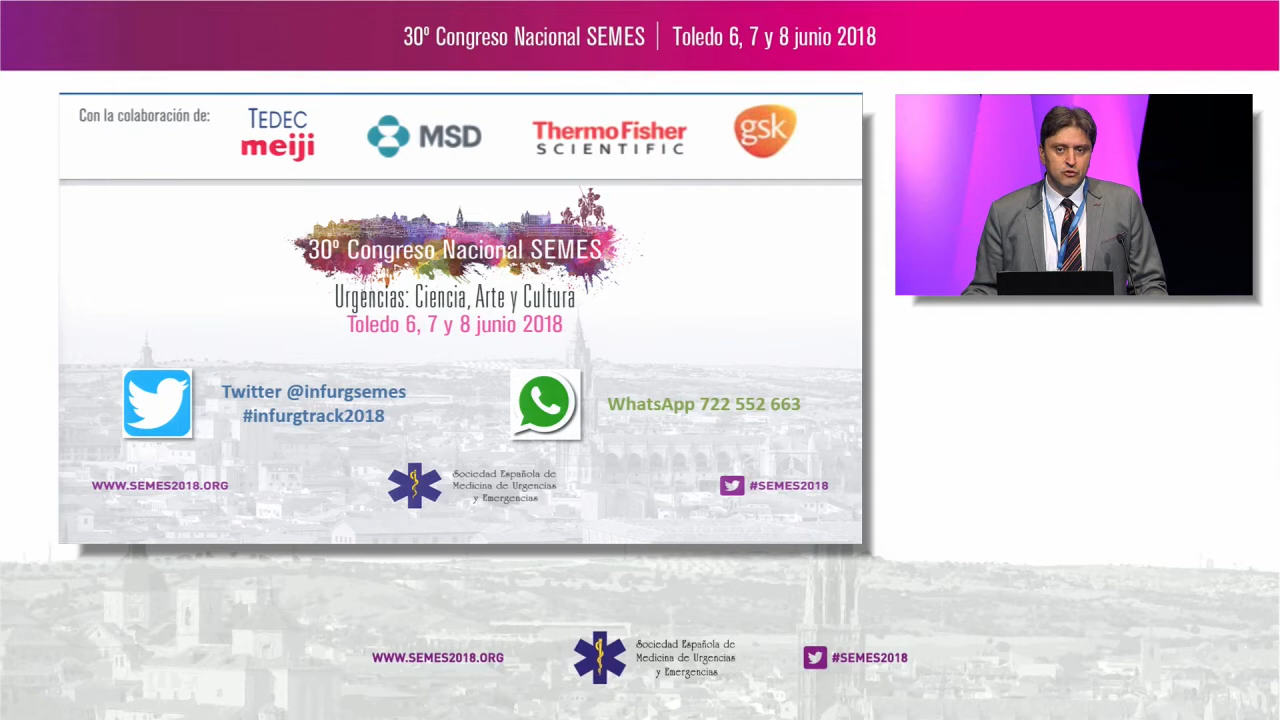 30º Congreso Nacional SEMES | Toledo 6, 7 y 8 junio 2018
Con la colaboración de:
TEDEC
meiji
MSD
ThermoFisher
SCIENTIFIC
gsk
30º Congreso Nacional SEMES
Urgencias: Ciencia, Arte y Cultura
Toledo 6, 7 y 8 junio 2018
Twitter @infurgsemes
#infurgtrack2018
WhatsApp 722 552 663
WWW.SEMES2018.ORG
Sociedad Española de
Medicina de Urgencias
y Emergencias
#SEMES2018
WWW.SEMES2018.ORG
Sociedad Española de
Medicina de Urgencias
y Emergencias
#SEMES2018